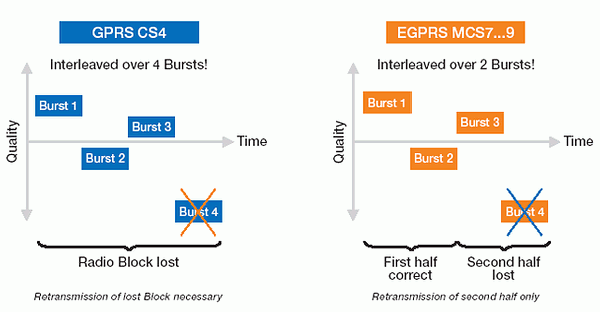 GPRS CS4
Interleaved over 4 Bursts!
Quality
Burst 1
Burst 3
Time
Burst 2
Burst 4
Radio Block lost
Retransmission of lost Block necessary
EGPRS MCS7...9
Interleaved over 2 Bursts!
Quality
Burst 1
Burst 3
Time
Burst 2
Burst 4
First half
correct
Second half
lost
Retransmission of second half only